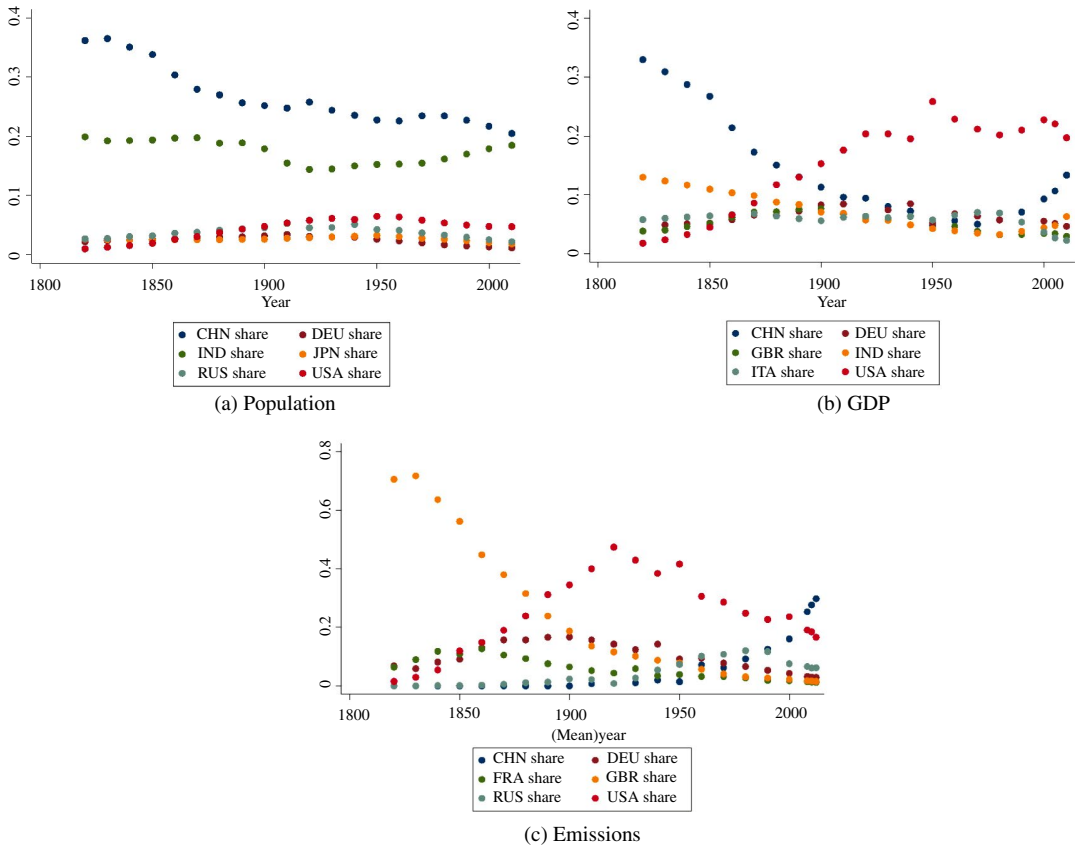 0.4
0.3
0.2
0.1
0
1800 1850 1900 1950 2000
Year
CHN share DEU share
IND share JPN share
RUS share USA share
(a) Population
0.4
0.3
0.2
0.1
0
1800 1850 1900 1950 2000
Year
CHN share DEU share
GBR share IND share
ITA share USA share
(b) GDP
0.8
0.6
0.4
0.2
0
1800 1850 1900 1950 2000
(Mean)year
CHN share DEU share
FRA share GBR share
RUS share USA share
(c) Emissions